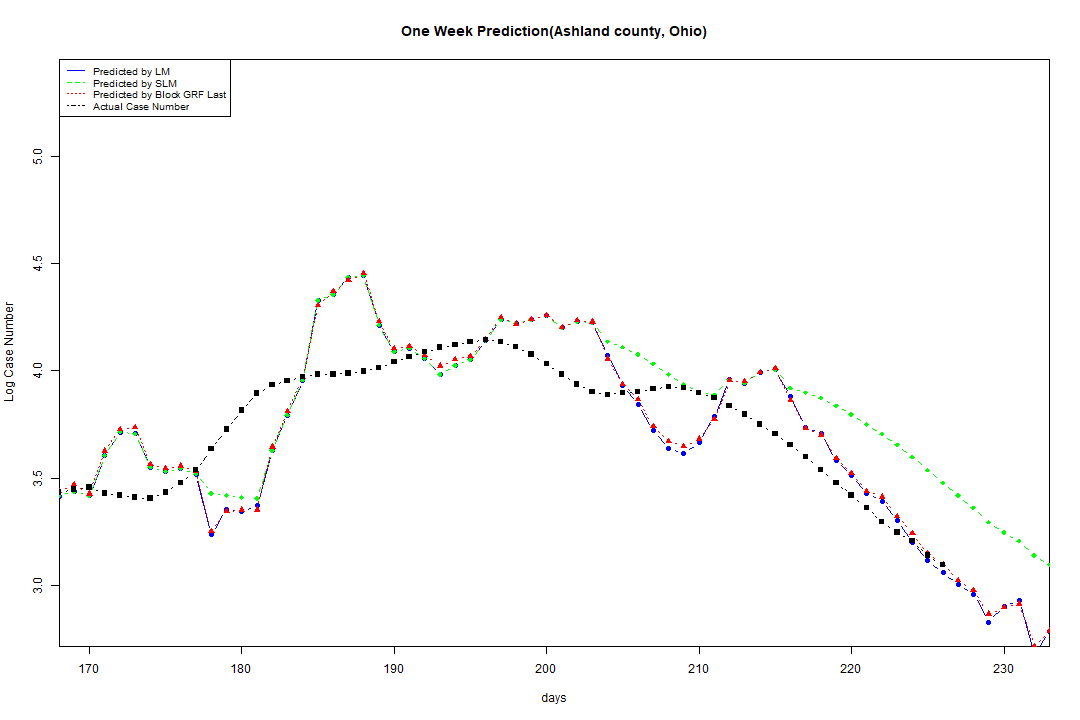 One Week Prediction(Ashland county, Ohio)
Predicted by LM
Predicted by SLM
Predicted by Block GRF Last
Actual Case Number
5.0
4.5
4.0
3.5
3.0
Log Case Number
170 180 190 200 210 220 230
days